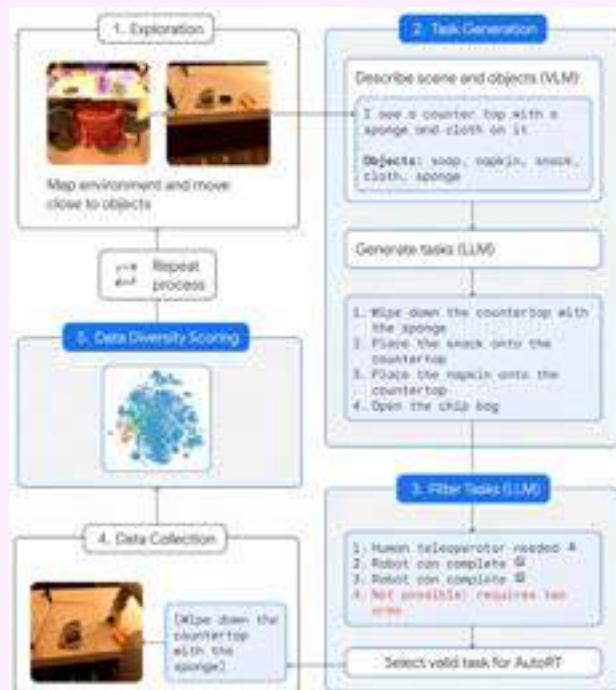 1. Exploration
Map environment and move
close to objects
2. Task Generation
Describe scene and objects (VLM)
I see a counter top with a
sponge and cloth on it
Objects: soap, napkin, snack,
cloth, sponge
Generate tasks (LLM)
1. Wipe down the countertop with
the sponge
2. Place the snack onto the
countertop
3. Place the napkin onto the
countertop
4. Open the chip bag
3. Filter Tasks (LLM)
1. Human teleoperator needed
2. Robot can complete
3. Robot can complete
4. Not possible: requires two
arms
Select valid task for AutoRT
4. Data Collection
[Wipe down the
countertop
with the
sponge]
5. Data Diversity Scoring
Repeat
process